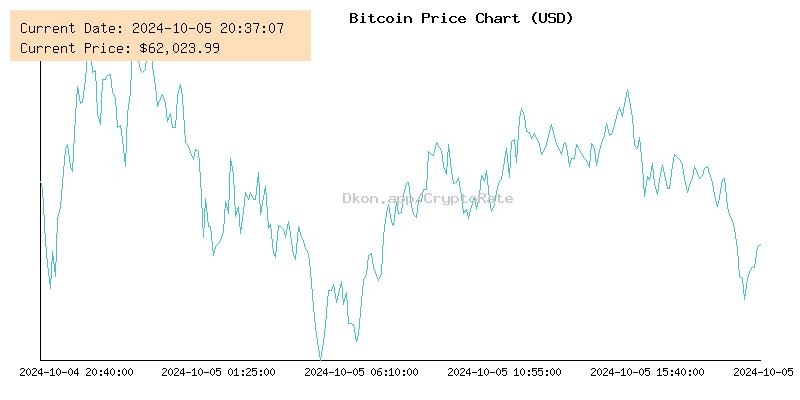 Bitcoin Price Chart (USD)
Current Date: 2024-10-05 20:37:07
Current Price: $62,023.99
Dkon.app/CryptoRate
2024-10-04 20:40:00 2024-10-05 01:25:00 2024-10-05 06:10:00 2024-10-05 10:55:00 2024-10-05 15:40:00 2024-10-05